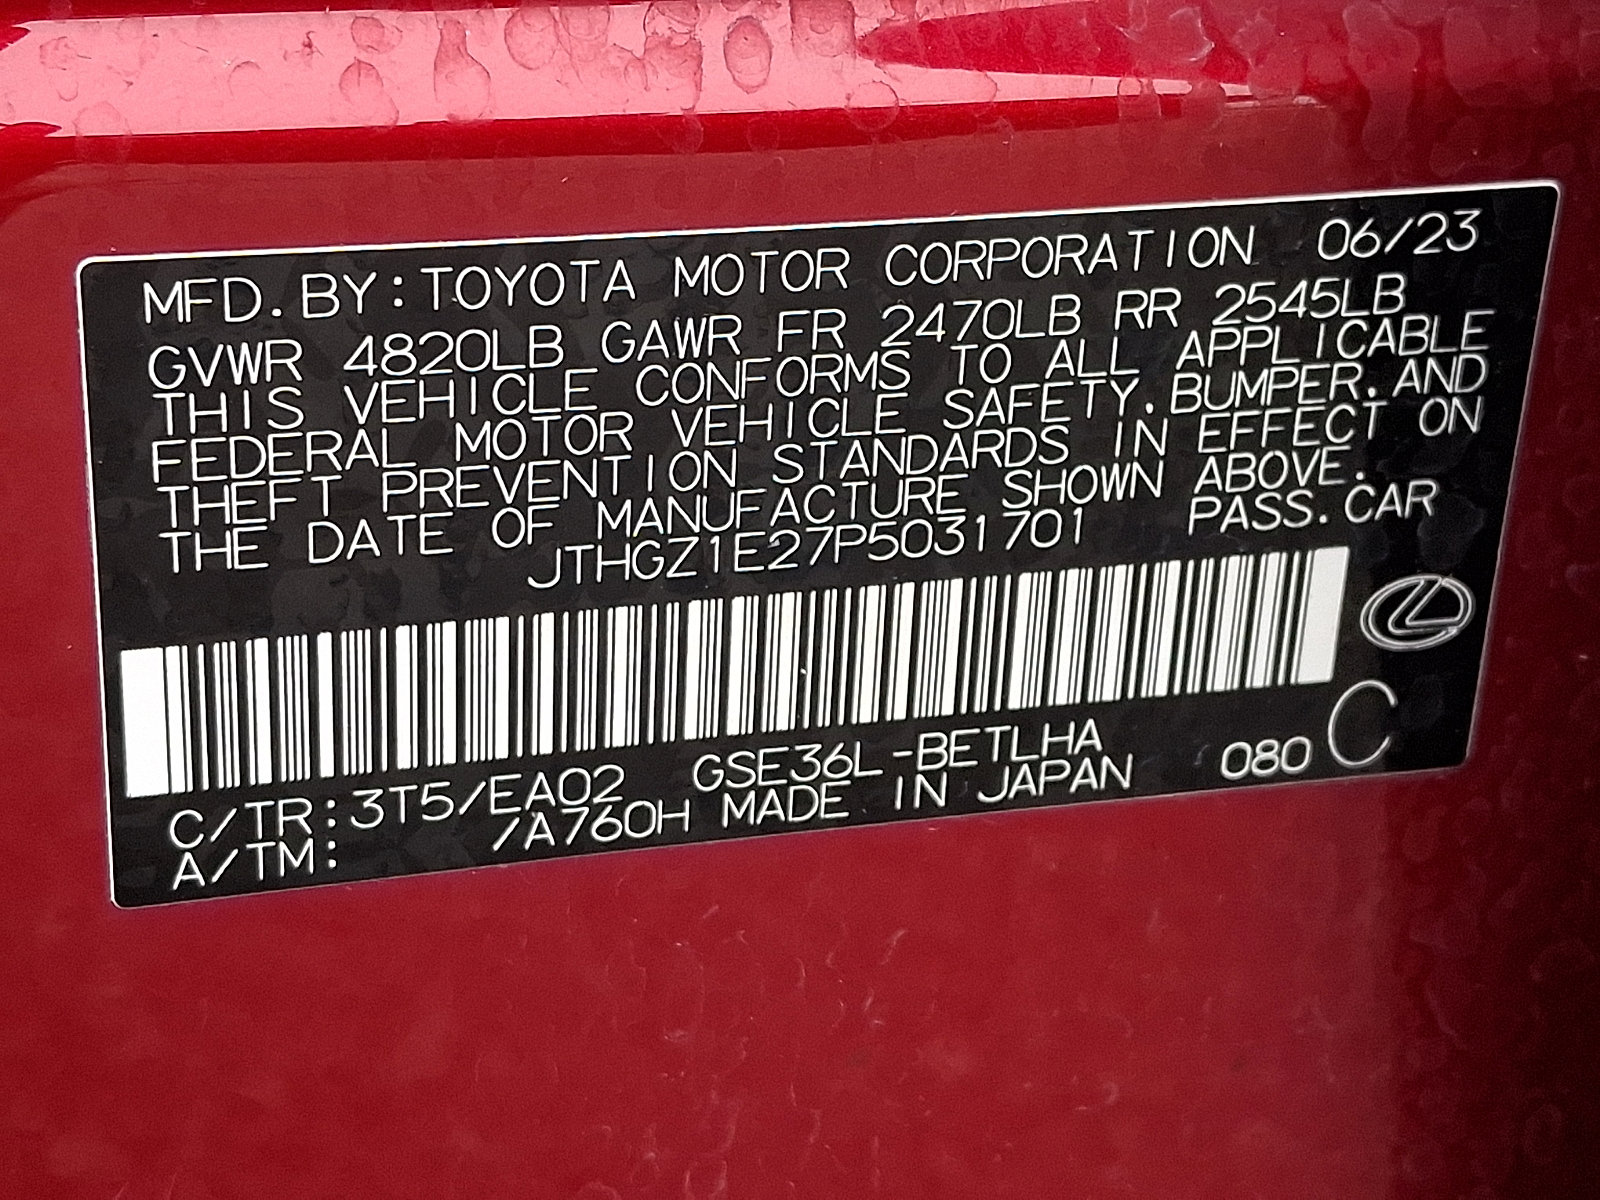 MFD. BY: TOYOTA MOTOR CORPORATION 06/23
GVWR 4820LB GAWR FR 2470LB RR 2545LB
THIS VEHICLE CONFORMS TO ALL APPLICABLE
FEDERAL MOTOR VEHICLE SAFETY. BUMPER. AND
THEFT PREVENTION STANDARDS IN EFFECT ON
THE DATE OF MANUFACTURE SHOWN ABOVE.
JTHGZ1E27P5031701 PASS. CAR
C/TR: 3T5/EA02 GSE36L-BETLHA 080 C
A/TM: /A760H MADE IN JAPAN